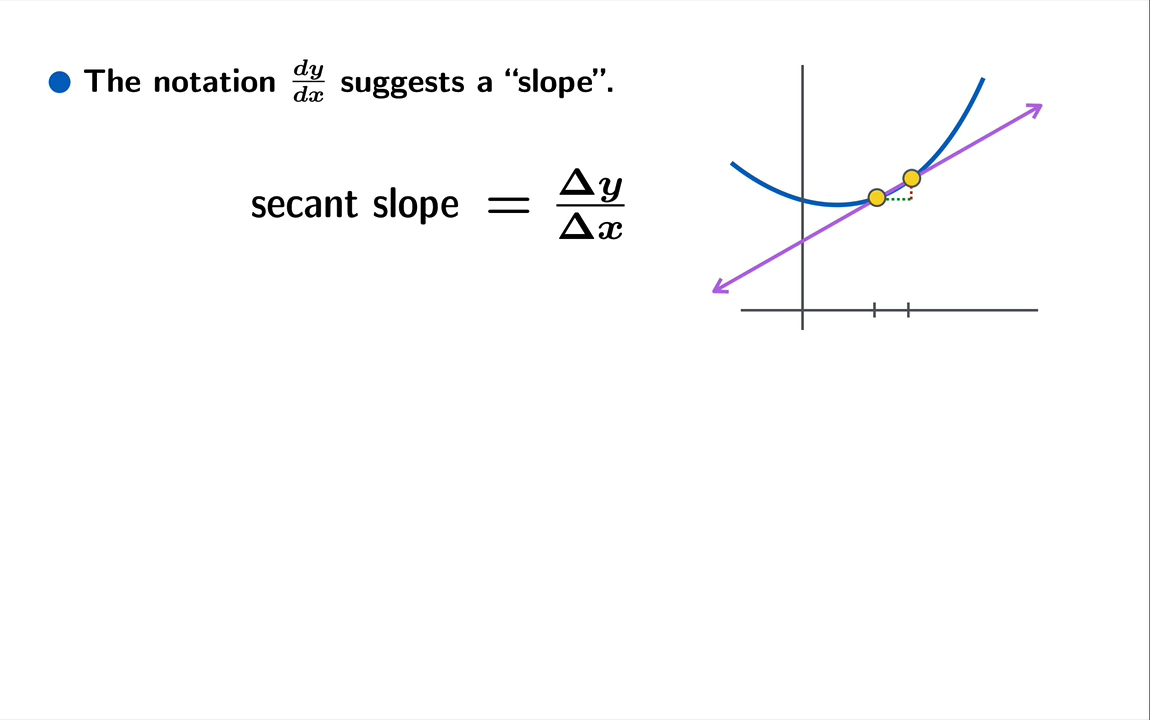 The notation dy/dx suggests a “slope”.
secant slope = Δy/Δx